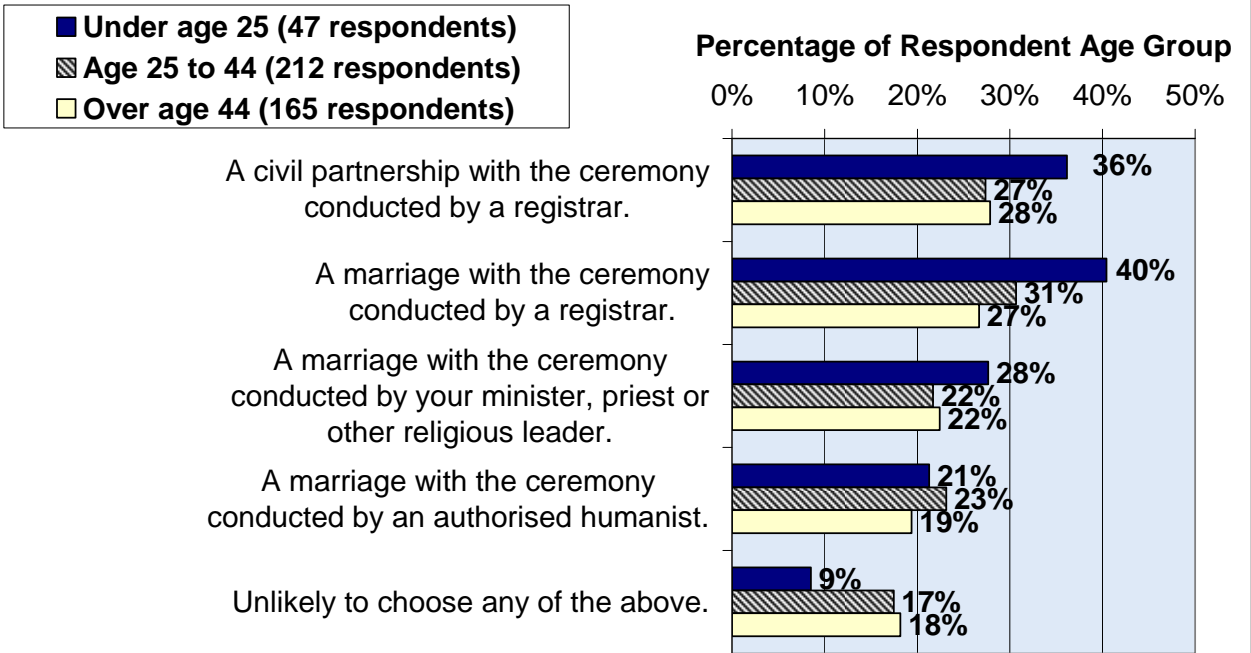 Under age 25 (47 respondents)
Age 25 to 44 (212 respondents)
Over age 44 (165 respondents)
Percentage of Respondent Age Group
0% 10% 20% 30% 40% 50%
A civil partnership with the ceremony
conducted by a registrar.
36%
27%
28%
A marriage with the ceremony
conducted by a registrar.
40%
31%
27%
A marriage with the ceremony
conducted by your minister, priest or
other religious leader.
28%
22%
22%
A marriage with the ceremony
conducted by an authorised humanist.
21%
23%
19%
Unlikely to choose any of the above.
9%
17%
18%